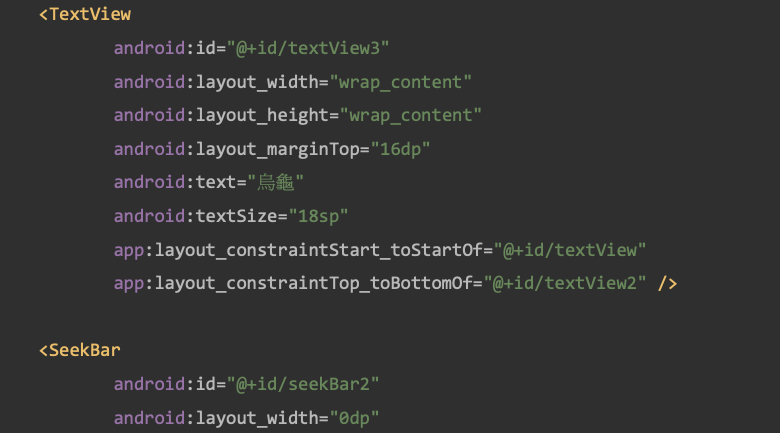 <TextView
android:id="@+id/textView3"
android:layout_width="wrap_content"
android:layout_height="wrap_content"
android:layout_marginTop="16dp"
android:text="烏龜"
android:textSize="18sp"
app:layout_constraintStart_toStartOf="@+id/textView"
app:layout_constraintTop_toBottomOf="@+id/textView2" />
<SeekBar
android:id="@+id/seekBar2"
android:layout_width="0dp"